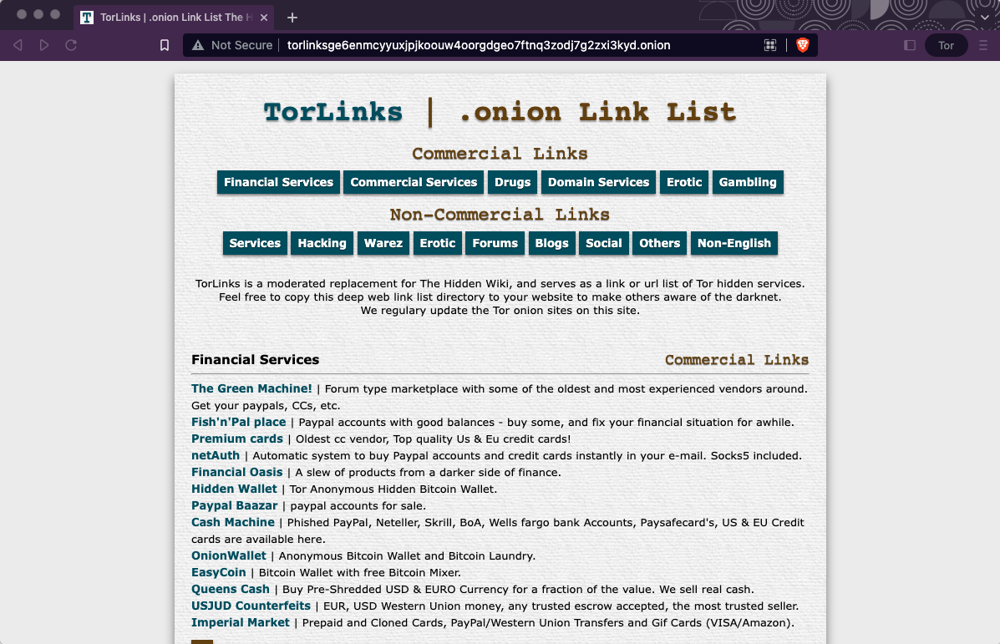 TorLinks | .onion Link List The H
Not Secure torlinksge6enmcyyuxjpjkoouw4oorgdgeo7ftnq3zodj7g2zxi3kyd.onion Tor
TorLinks | .onion Link List
Commercial Links
Financial Services Commercial Services Drugs Domain Services Erotic Gambling
Non-Commercial Links
Services Hacking Warez Erotic Forums Blogs Social Others Non-English
TorLinks is a moderated replacement for The Hidden Wiki, and serves as a link or url list of Tor hidden services.
Feel free to copy this deep web link list directory to your website to make others aware of the darknet.
We regulary update the Tor onion sites on this site.
Financial Services Commercial Links
The Green Machine! | Forum type marketplace with some of the oldest and most experienced vendors around.
Get your paypals, CCs, etc.
Fish'n'Pal place | Paypal accounts with good balances - buy some, and fix your financial situation for awhile.
Premium cards | Oldest cc vendor, Top quality Us & Eu credit cards!
netAuth | Automatic system to buy Paypal accounts and credit cards instantly in your e-mail. Socks5 included.
Financial Oasis | A slew of products from the darker side of finance.
Hidden Wallet | Tor Anonymous Hidden Bitcoin Wallet.
Paypal Baazar | paypal accounts for sale.
Cash Machine | Phished PayPal, Neteller, Skrill, BoA, Wells fargo bank Accounts, Paysafecard's, US & EU Credit
cards are available here.
OnionWallet | Anonymous Bitcoin Wallet and Bitcoin Laundry.
EasyCoin | Bitcoin Wallet with free Bitcoin Mixer.
Queens Cash | Buy Pre-Shredded USD & EURO Currency for a fraction of the value. We sell real cash.
USJUD Counterfeits | EUR, USD Western Union money, any trusted escrow accepted, the most trusted seller.
Imperial Market | Prepaid and Cloned Cards, PayPal/Western Union Transfers and Gif Cards (VISA/Amazon).